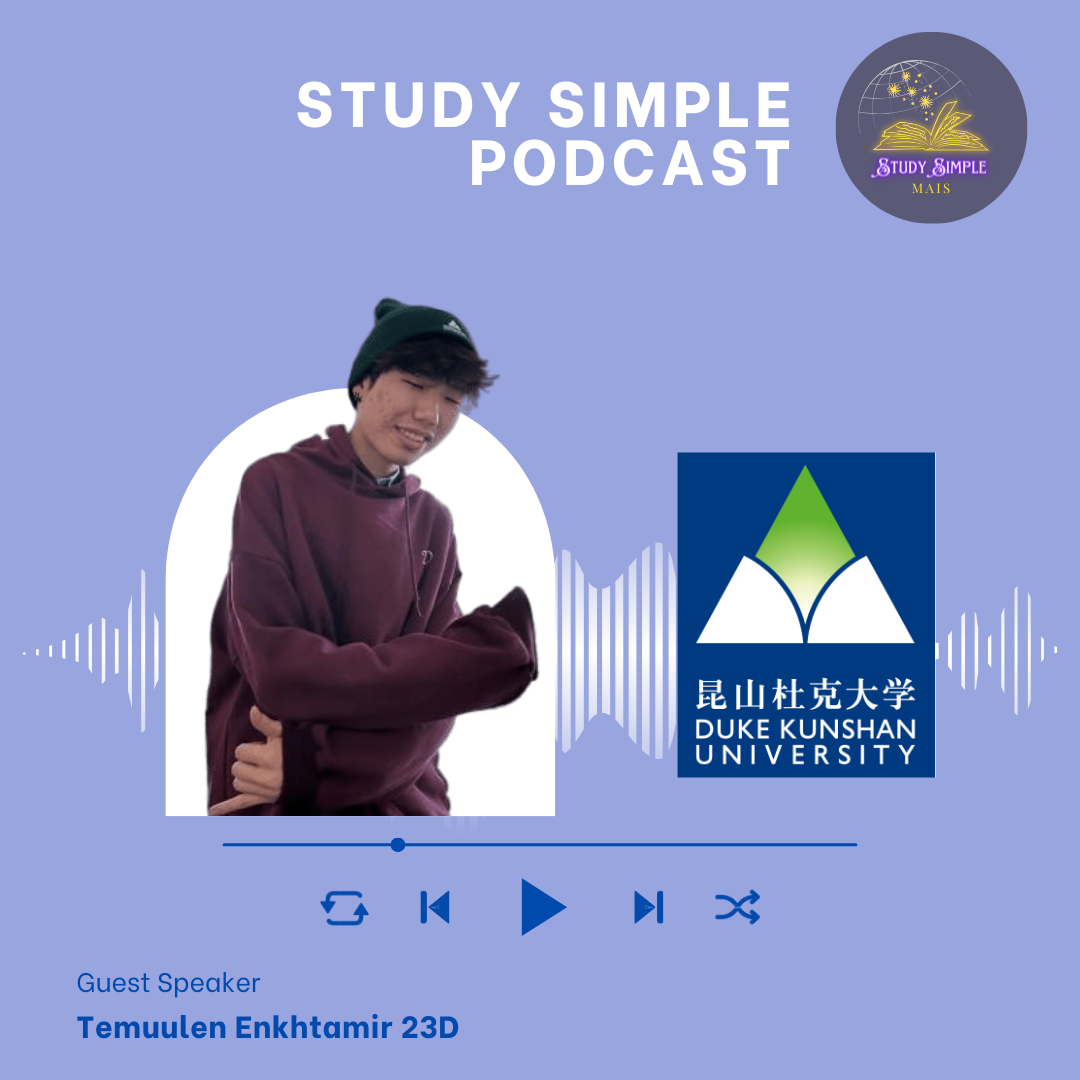 STUDY SIMPLE
PODCAST
STUDY SIMPLE
MAIS
昆山杜克大学
DUKE KUNSHAN
UNIVERSITY
Guest Speaker
Temuulen Enkhtamir 23D